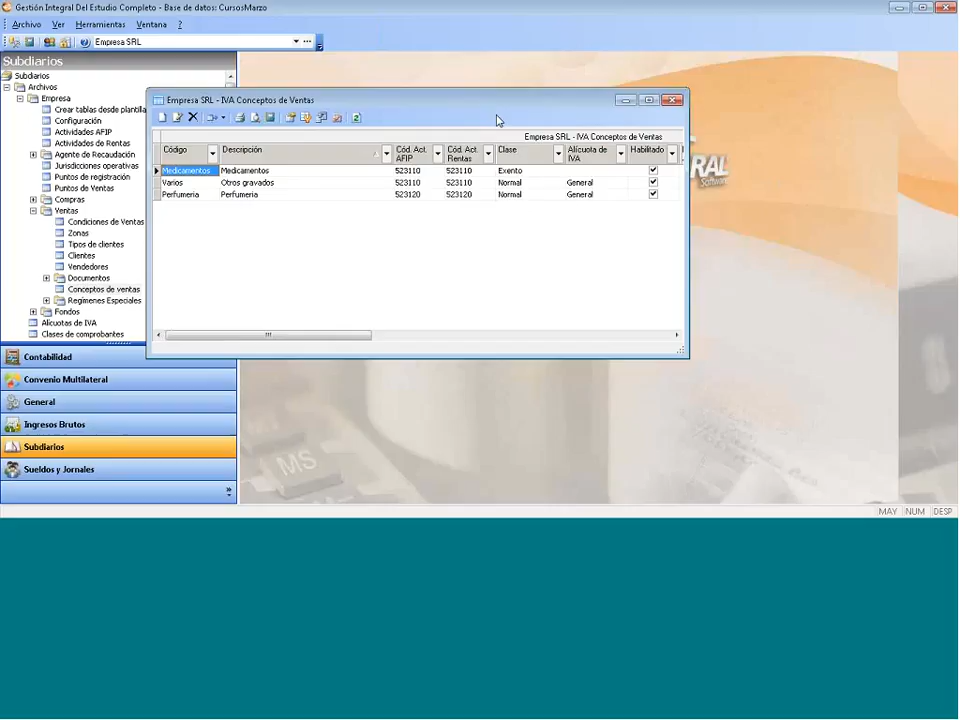 Gestión Integral Del Estudio Completo - Base de datos: CursosMarzo
Archivo Ver Herramientas Ventana ?
Empresa SRL
Subdiarios
Subdiarios
Archivos
Empresa
Crear tablas desde plantilla
Configuración
Actividades AFIP
Actividades de Rentas
Agente de Recaudación
Jurisdicciones operativas
Puntos de registración
Puntos de Ventas
Compras
Ventas
Condiciones de Ventas
Zonas
Tipos de clientes
Clientes
Vendedores
Documentos
Conceptos de ventas
Regímenes Especiales
Fondos
Alícuotas de IVA
Clases de comprobantes
Contabilidad
Convenio Multilateral
General
Ingresos Brutos
Subdiarios
Sueldos y Jornales
Empresa SRL - IVA Conceptos de Ventas
Empresa SRL - IVA Conceptos de Ventas
Código Descripción Cód. Act. AFIP Cód. Act. Rentas Clase Alícuota de IVA Habilitado
Medicamentos Medicamentos 523110 523110 Exento
Varios Otros gravados 523110 523110 Normal General
Perfumeria Perfumeria 523120 523120 Normal General
RAL
Software
MS
MAY NUM DESP